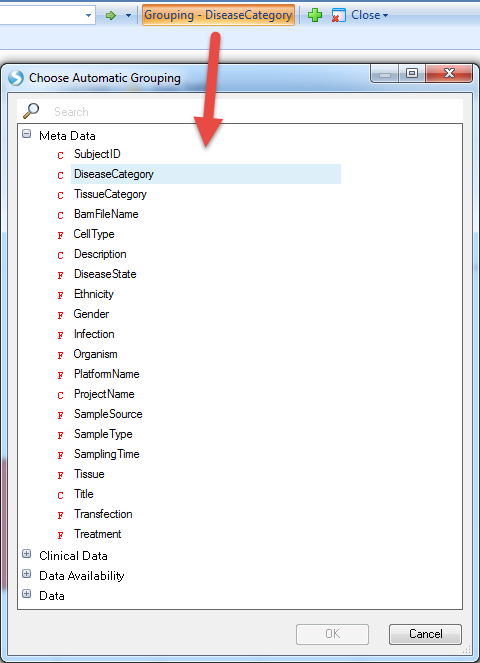 Grouping - DiseaseCategory Close
Choose Automatic Grouping
Search
Meta Data
C SubjectID
C DiseaseCategory
C TissueCategory
C BamFileName
F CellType
C Description
F DiseaseState
F Ethnicity
F Gender
F Infection
F Organism
F PlatformName
C ProjectName
F SampleSource
F SampleType
F SamplingTime
F Tissue
C Title
F Transfection
F Treatment
Clinical Data
Data Availability
Data
OK Cancel